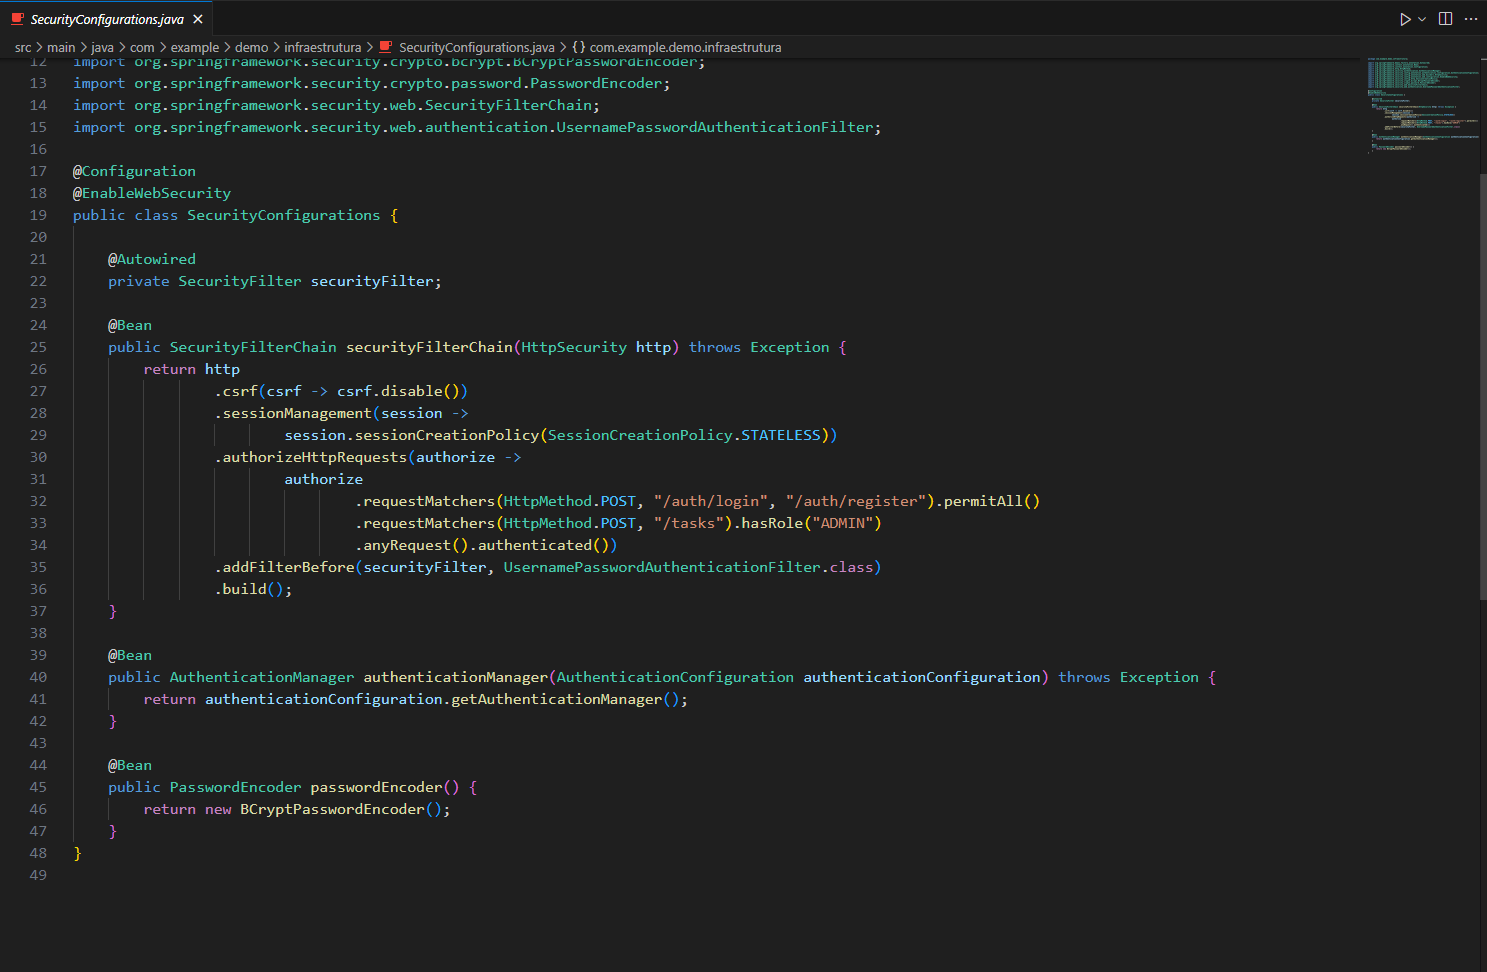 SecurityConfigurations.java
src > main > java > com > example > demo > infraestrutura > SecurityConfigurations.java > {} com.example.demo.infraestrutura
12 import org.springframework.security.crypto.bcrypt.BCryptPasswordEncoder;
13 import org.springframework.security.crypto.password.PasswordEncoder;
14 import org.springframework.security.web.SecurityFilterChain;
15 import org.springframework.security.web.authentication.UsernamePasswordAuthenticationFilter;
16
17 @Configuration
18 @EnableWebSecurity
19 public class SecurityConfigurations {
20
21     @Autowired
22     private SecurityFilter securityFilter;
23
24     @Bean
25     public SecurityFilterChain securityFilterChain(HttpSecurity http) throws Exception {
26         return http
27                 .csrf(csrf -> csrf.disable())
28                 .sessionManagement(session ->
29                         session.sessionCreationPolicy(SessionCreationPolicy.STATELESS))
30                 .authorizeHttpRequests(authorize ->
31                         authorize
32                                 .requestMatchers(HttpMethod.POST, "/auth/login", "/auth/register").permitAll()
33                                 .requestMatchers(HttpMethod.POST, "/tasks").hasRole("ADMIN")
34                                 .anyRequest().authenticated())
35                 .addFilterBefore(securityFilter, UsernamePasswordAuthenticationFilter.class)
36                 .build();
37     }
38
39     @Bean
40     public AuthenticationManager authenticationManager(AuthenticationConfiguration authenticationConfiguration) throws Exception {
41         return authenticationConfiguration.getAuthenticationManager();
42     }
43
44     @Bean
45     public PasswordEncoder passwordEncoder() {
46         return new BCryptPasswordEncoder();
47     }
48 }
49